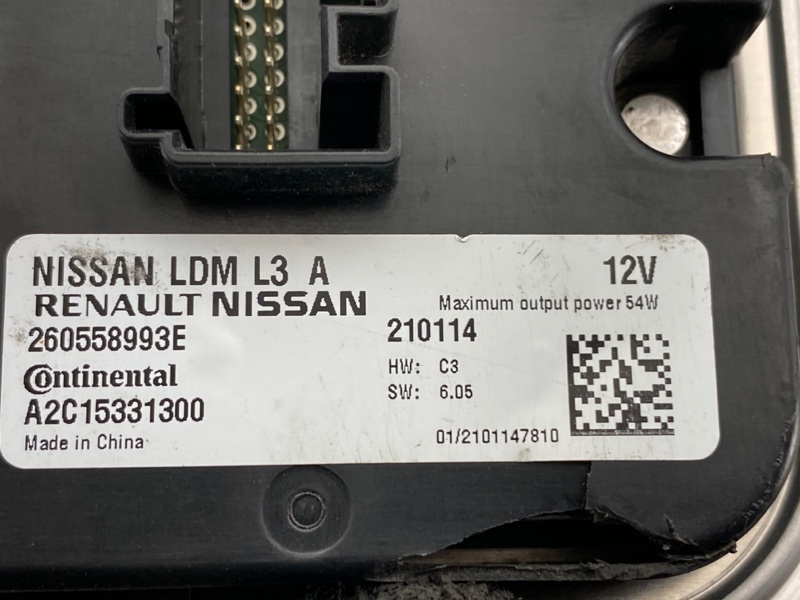 NISSAN LDM L3 A 12V
RENAULT NISSAN Maximum output power 54W
260558993E 210114
Continental HW: C3
A2C15331300 SW: 6.05
Made in China 01/2101147810